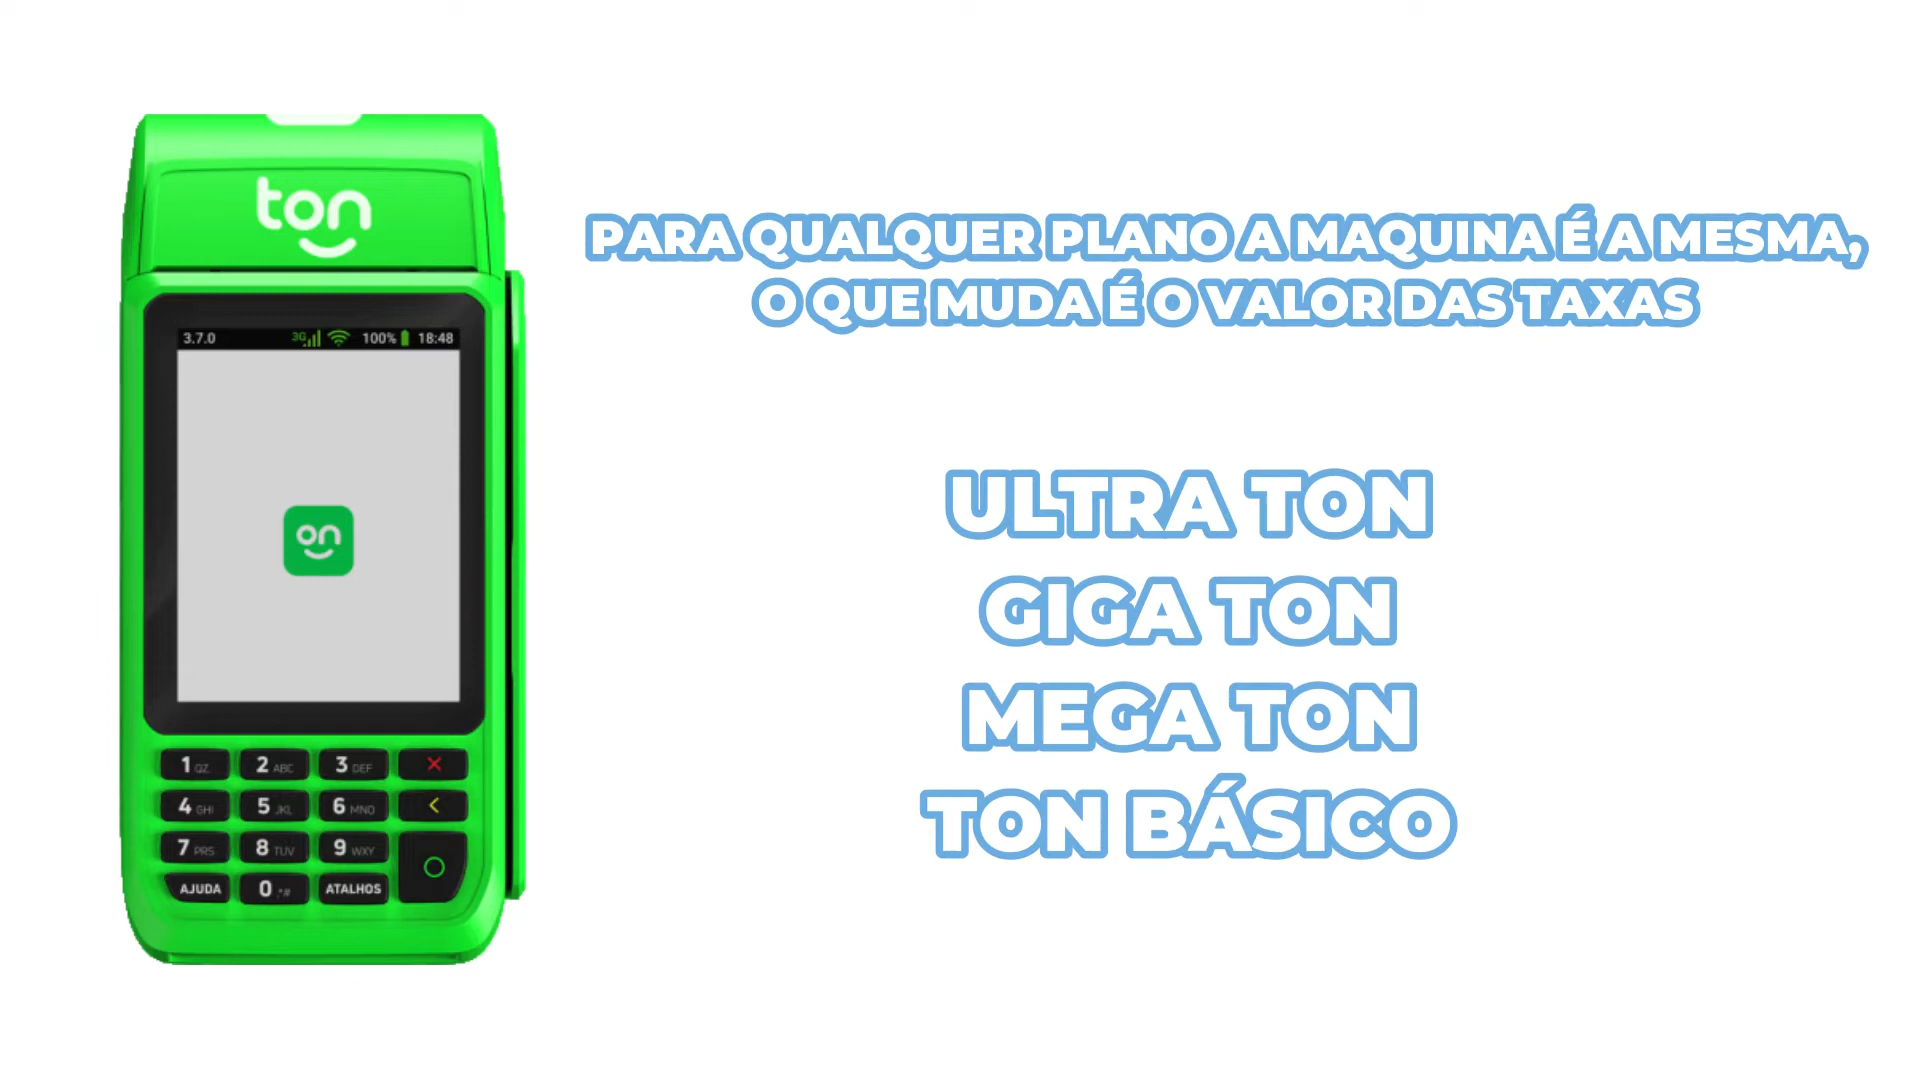 ton
3.7.0 3G 100% 18:48
on
1 QZ 2 ABC 3 DEF
4 GHI 5 JKL 6 MNO
7 PRS 8 TUV 9 WXY
AJUDA 0 *# ATALHOS
PARA QUALQUER PLANO A MAQUINA É A MESMA,
O QUE MUDA É O VALOR DAS TAXAS
ULTRA TON
GIGA TON
MEGA TON
TON BÁSICO